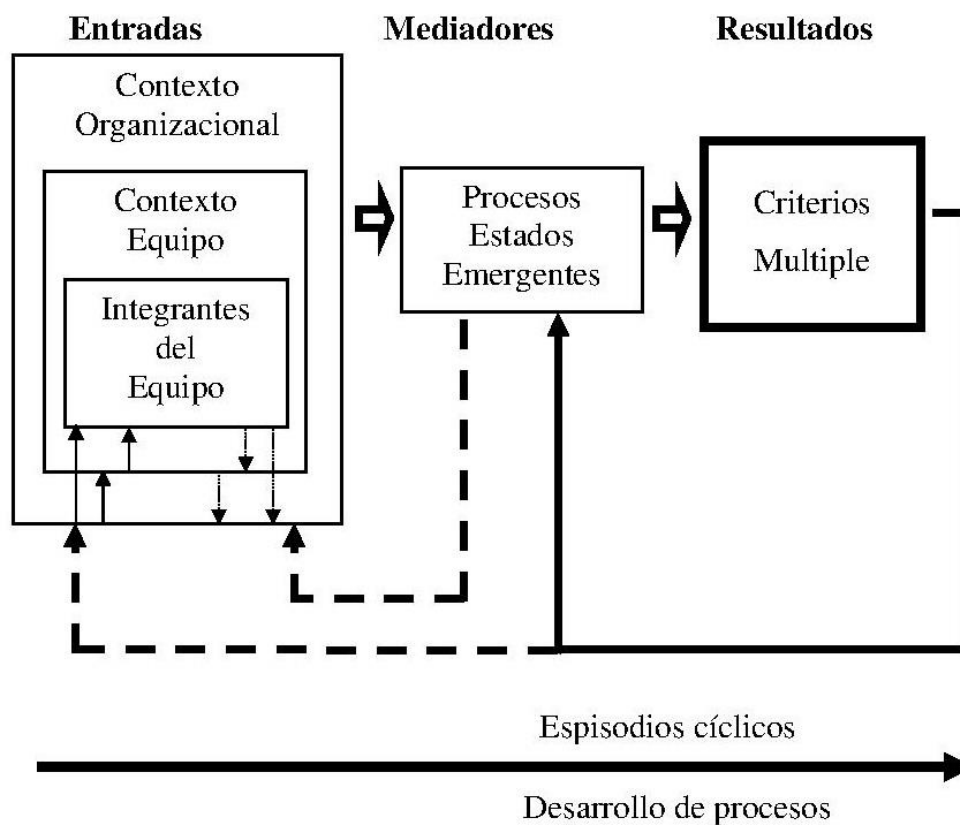 Entradas
Mediadores
Resultados
Contexto
Organizacional
Contexto
Equipo
Integrantes
del
Equipo
Procesos
Estados
Emergentes
Criterios
Multiple
Espisodios cíclicos
Desarrollo de procesos